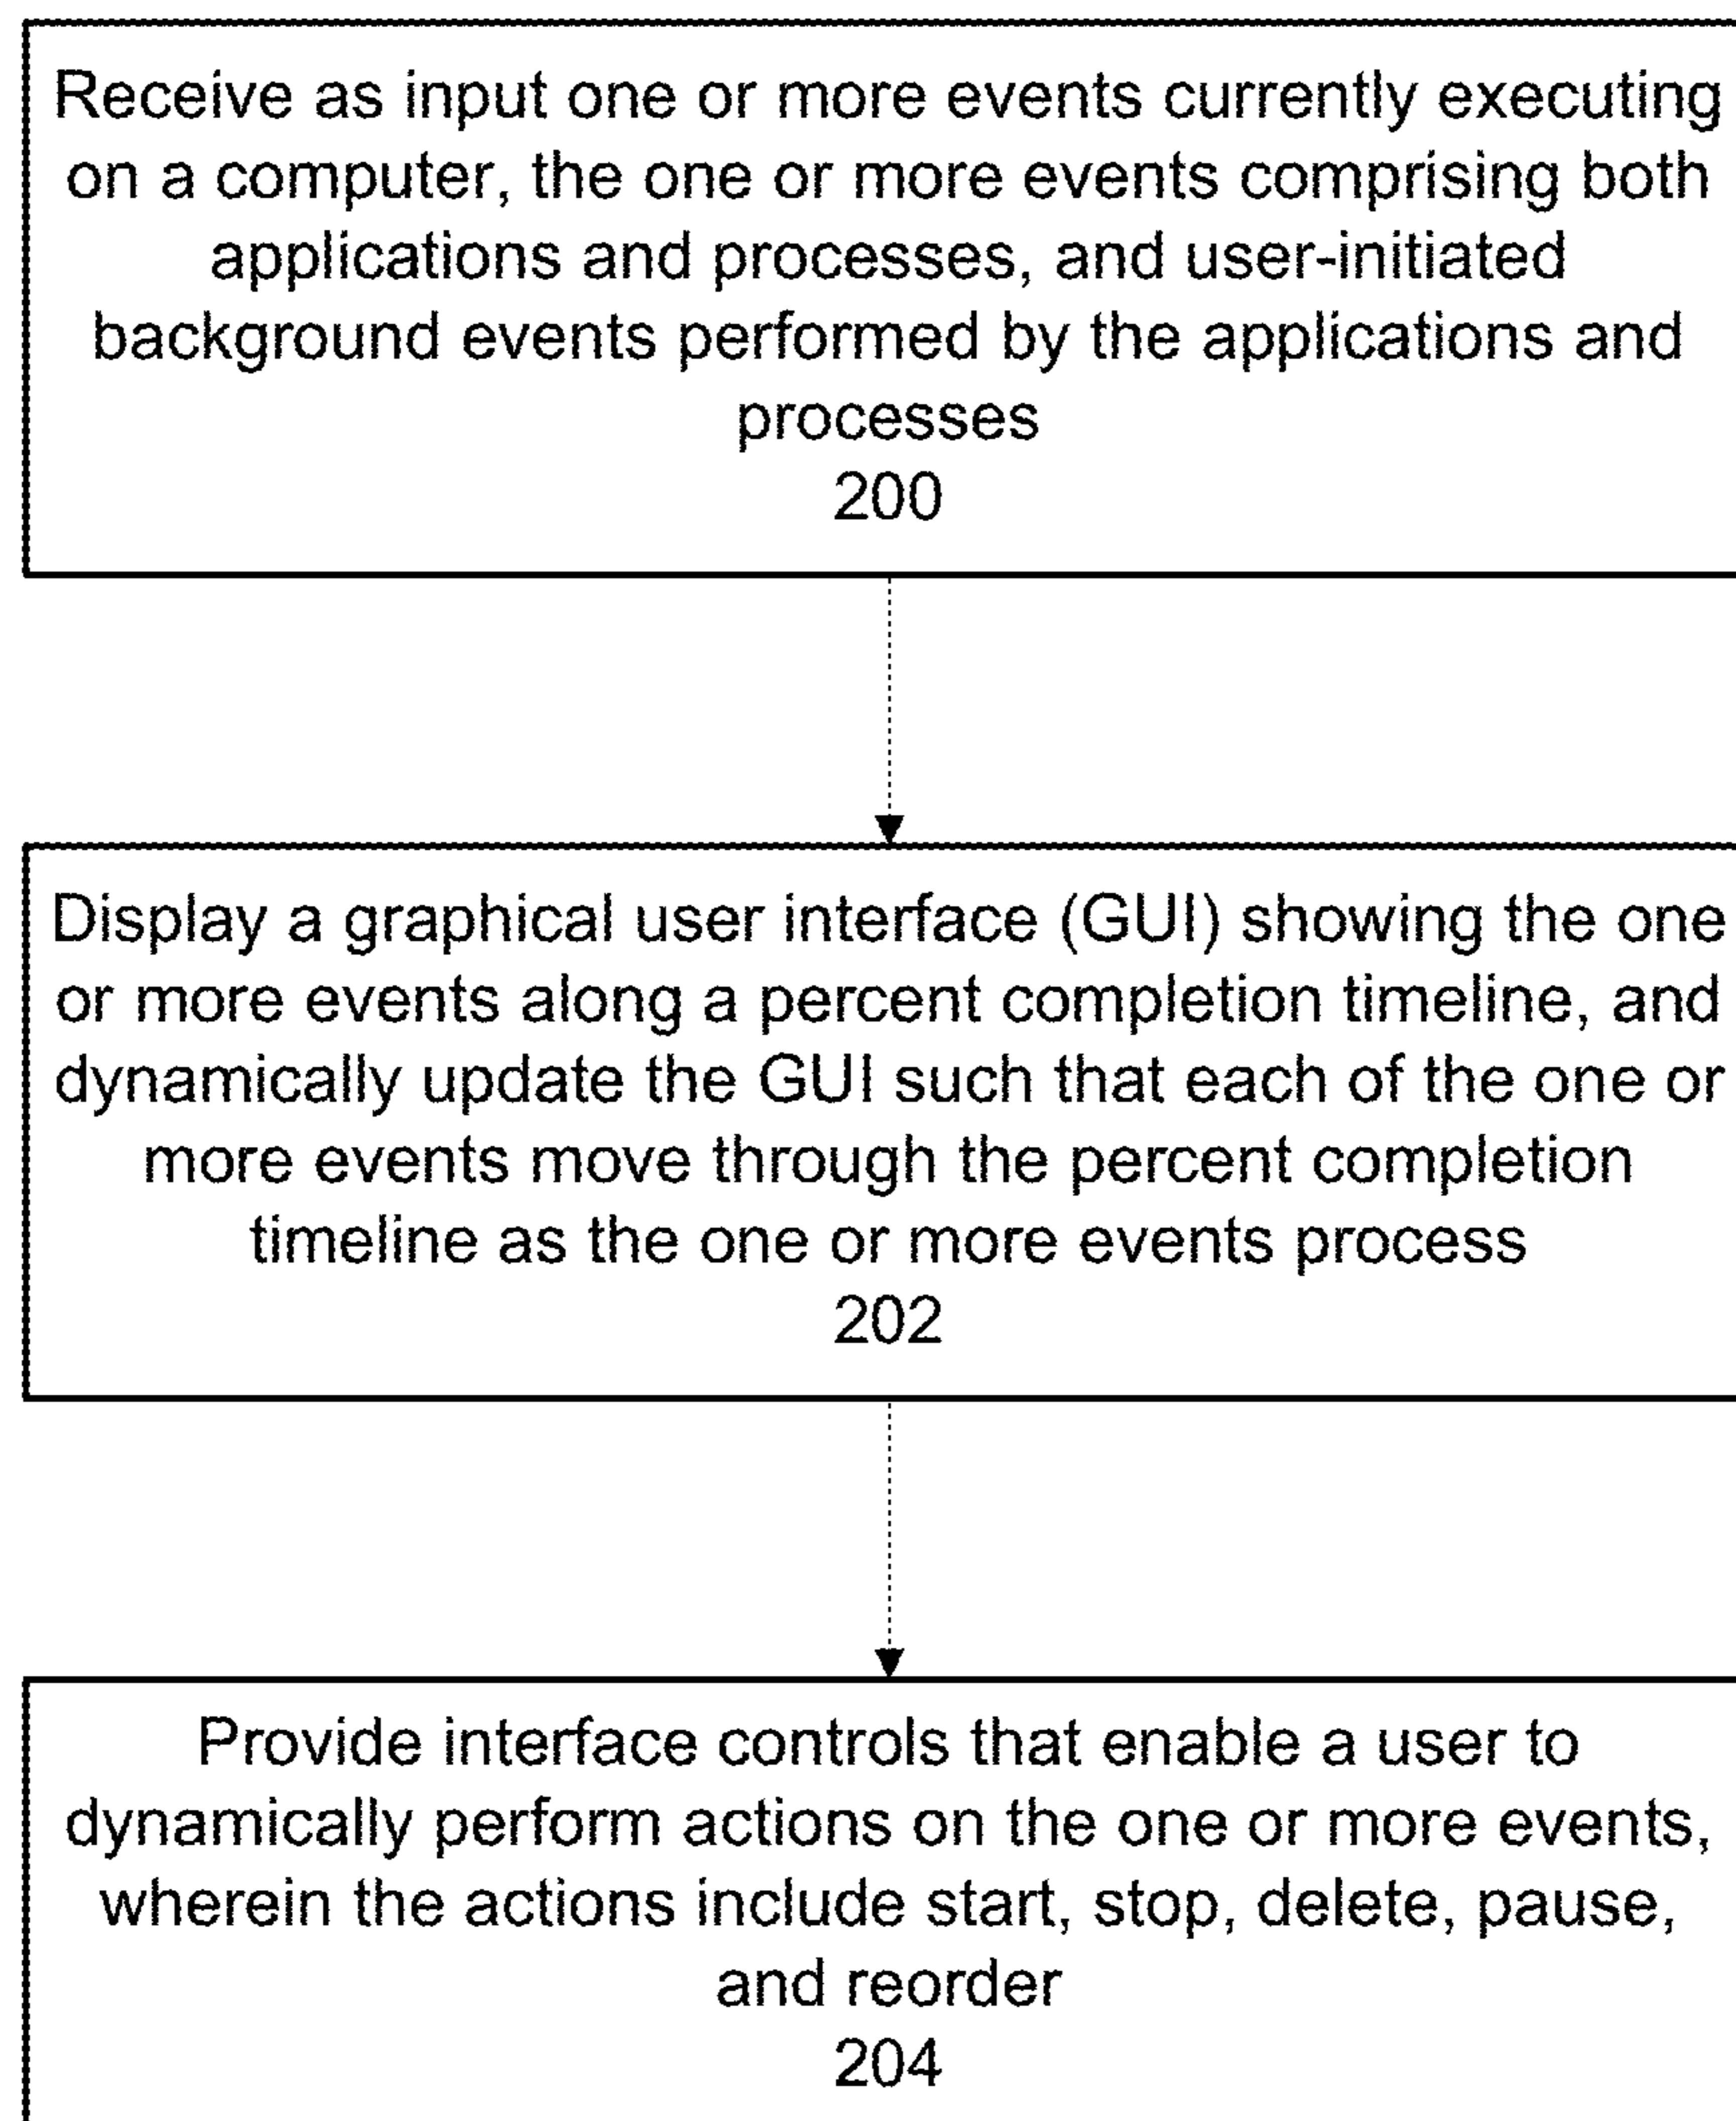 Receive as input one or more events currently executing
on a computer, the one or more events comprising both
applications and processes, and user-initiated
background events performed by the applications and
processes
200
Display a graphical user interface (GUI) showing the one
or more events along a percent completion timeline, and
dynamically update the GUI such that each of the one or
more events move through the percent completion
timeline as the one or more events process
202
Provide interface controls that enable a user to
dynamically perform actions on the one or more events,
wherein the actions include start, stop, delete, pause,
and reorder
204